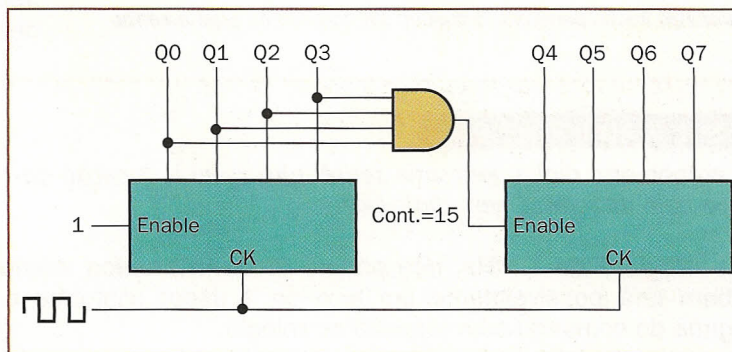 Q0 Q1 Q2 Q3 Q4 Q5 Q6 Q7
Enable
1
Cont.=15
Enable
CK
CK